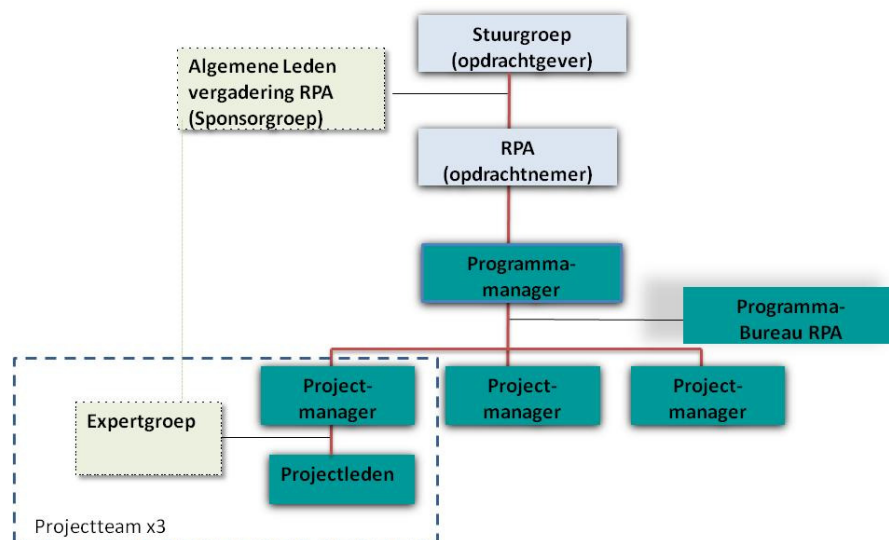 Stuurgroep
(opdrachtgever)
Algemene Leden
vergadering RPA
(Sponsorgroep)
RPA
(opdrachtnemer)
Programma-
manager
Programma-
Bureau RPA
Project-
manager
Project-
manager
Project-
manager
Expertgroep
Projectleden
Projectteam x3